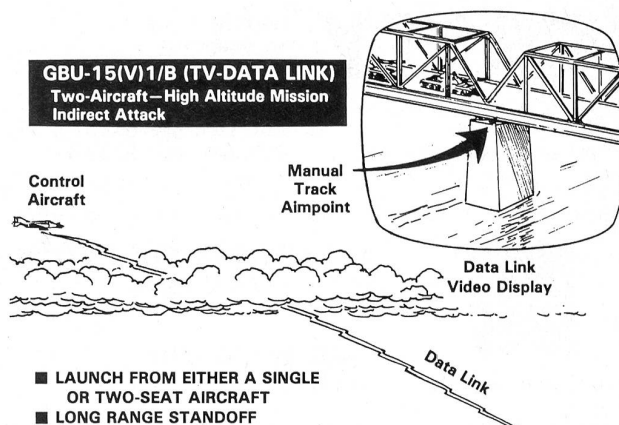 GBU-15(V)1/B (TV-DATA LINK)
Two-Aircraft—High Altitude Mission
Indirect Attack
Manual
Track
Aimpoint
Control
Aircraft
Data Link
Video Display
Data Link
■ LAUNCH FROM EITHER A SINGLE
OR TWO-SEAT AIRCRAFT
■ LONG RANGE STANDOFF